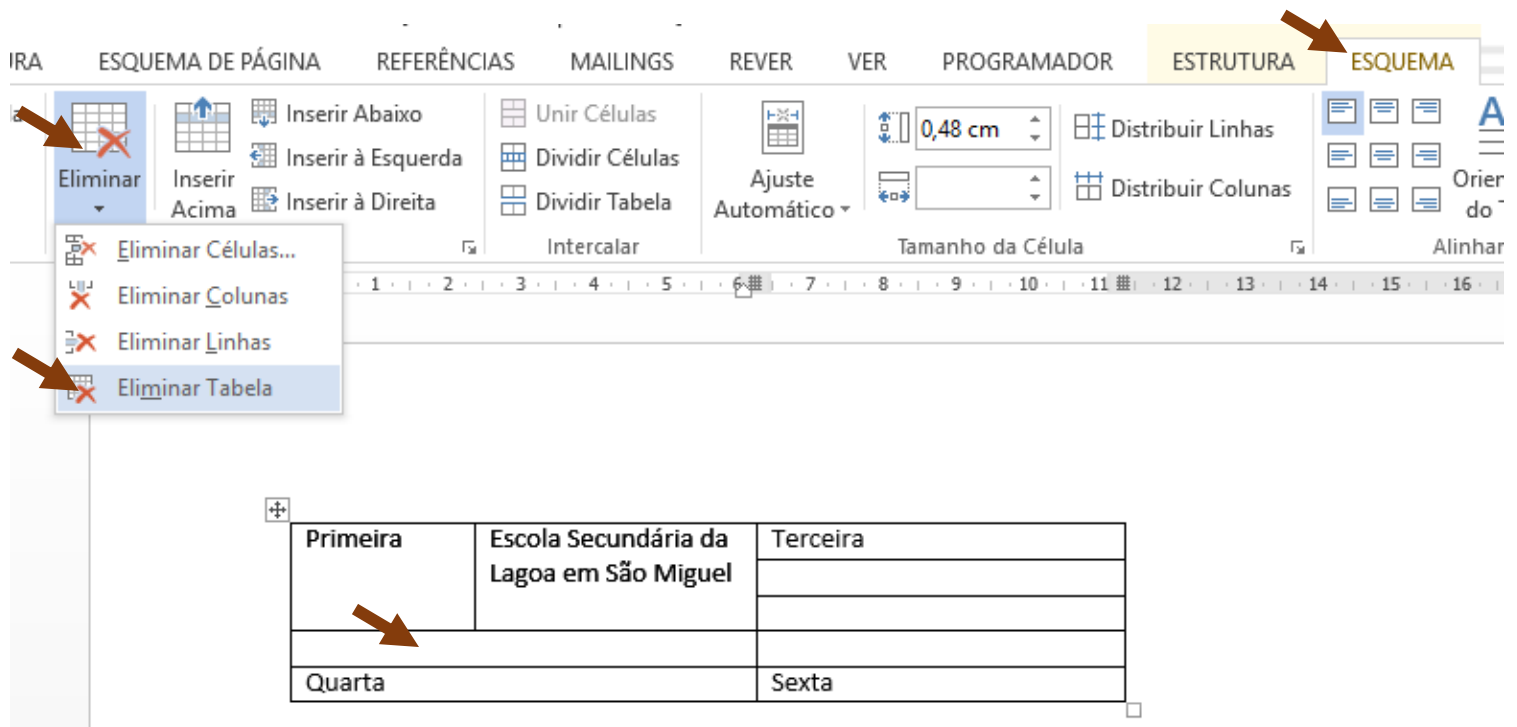 ESQUEMA DE PÁGINA REFERÊNCIAS MAILINGS REVER VER PROGRAMADOR ESTRUTURA ESQUEMA
Eliminar
Inserir
Acima
Inserir Abaixo
Inserir à Esquerda
Inserir à Direita
Unir Células
Dividir Células
Dividir Tabela
Intercalar
Ajuste
Automático
0,48 cm
Distribuir Linhas
Distribuir Colunas
Tamanho da Célula
do
Eliminar Células...
Eliminar Colunas
Eliminar Linhas
Eliminar Tabela
1 2 3 4 5 6 7 8 9 10 11 12 13 14 15 16
Primeira
Escola Secundária da
Lagoa em São Miguel
Terceira
Quarta
Sexta